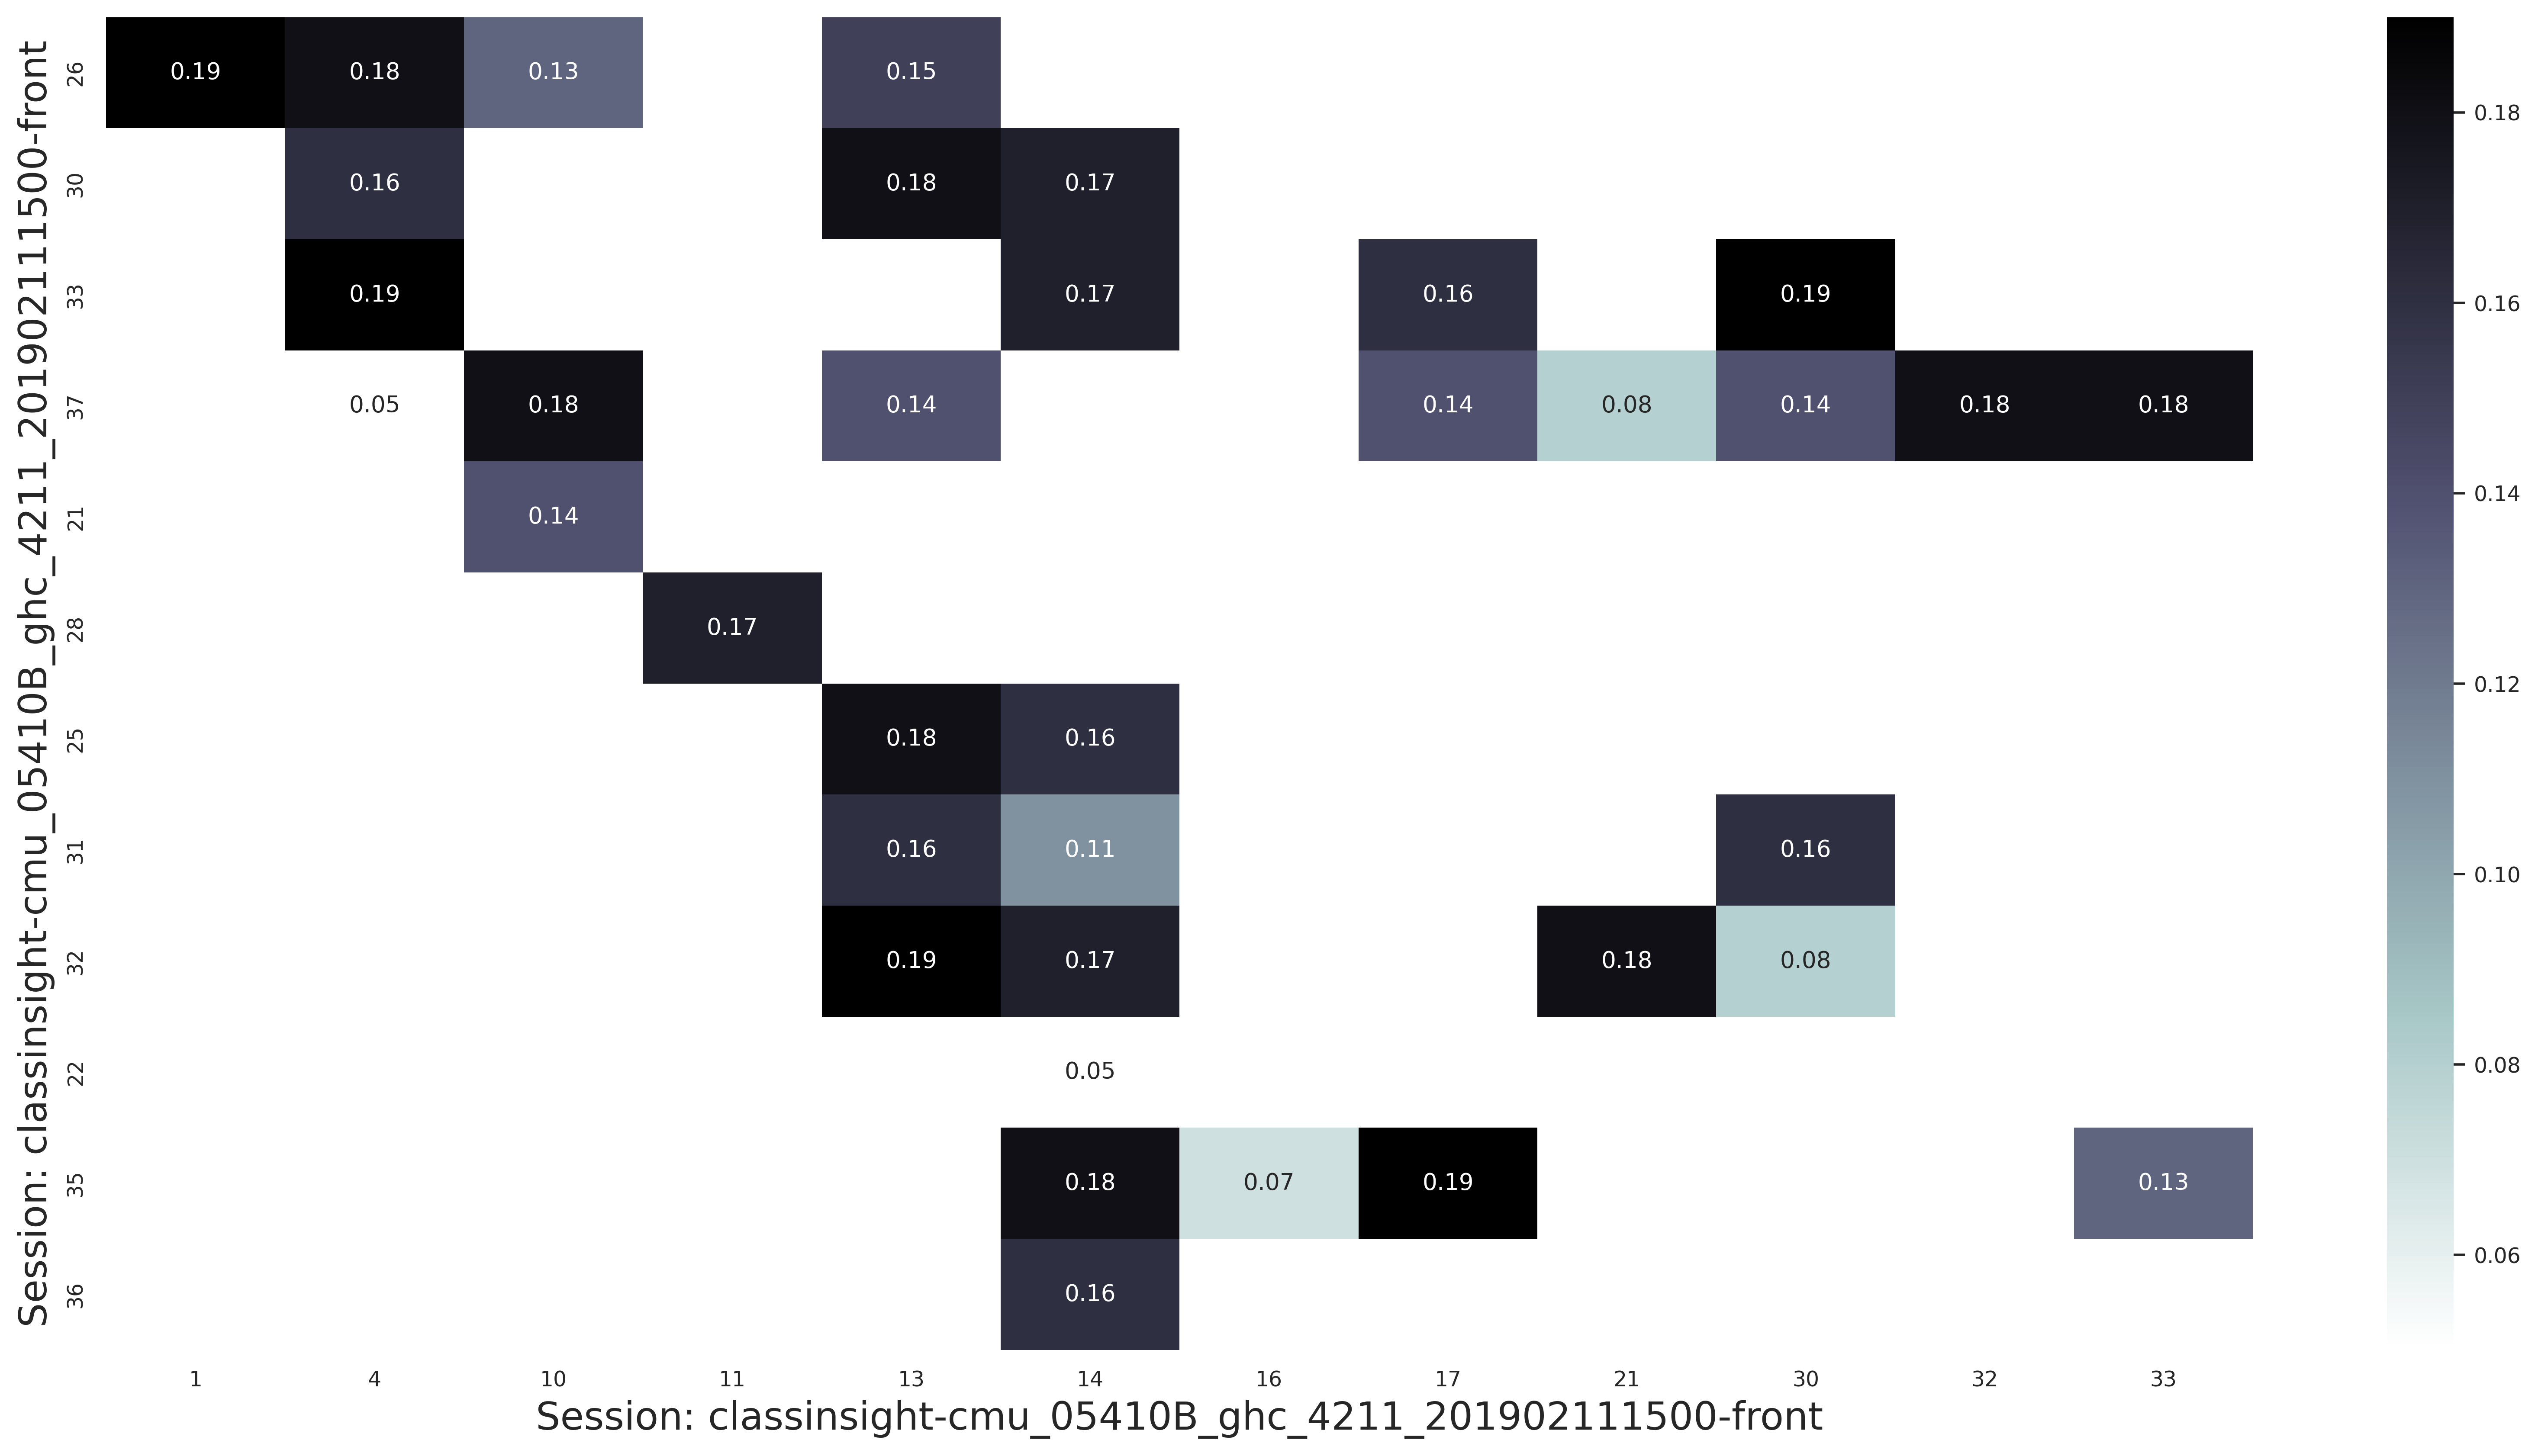 Session: classinsight-cmu_05410B_ghc_4211_201902111500-front
26 0.19 0.18 0.13 0.15
30 0.16 0.18 0.17
33 0.19 0.17 0.16 0.19
37 0.05 0.18 0.14 0.14 0.08 0.14 0.18 0.18
21 0.14
28 0.17
25 0.18 0.16
31 0.16 0.11 0.16
32 0.19 0.17 0.18 0.08
22 0.05
35 0.18 0.07 0.19 0.13
36 0.16
1 4 10 11 13 14 16 17 21 30 32 33
Session: classinsight-cmu_05410B_ghc_4211_201902111500-front
0.18
0.16
0.14
0.12
0.10
0.08
0.06